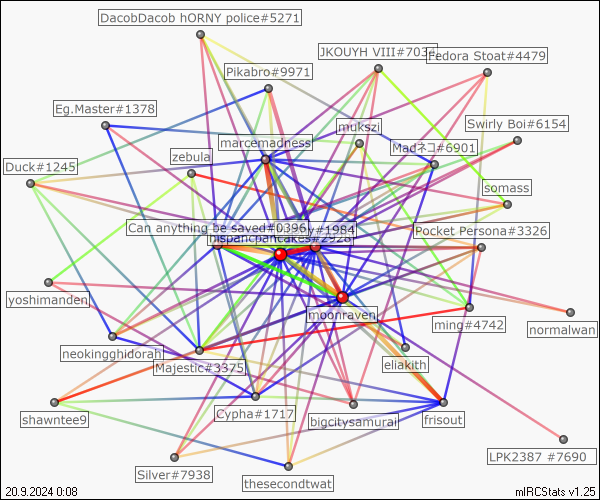 DacobDacob hORNY police#5271
JKOUYH VIII#7034
Fedora Stoat#4479
Pikabro#9971
Eg.Master#1378
Swirly Boi#6154
mukszi
marcemadness
Madネコ#6901
zebula
Duck#1245
somass
Can anything be saved#0396
y#1984
Pocket Persona#3326
hispancpancakes#2928
yoshimanden
moonraven
ming#4742
normalwan
neokingghidorah
eliakith
Majestic#3375
shawntee9
Cypha#1717
bigcitysamurai
frisout
LPK2387 #7690
Silver#7938
thesecondtwat
20.9.2024 0:08
mIRCStats v1.25